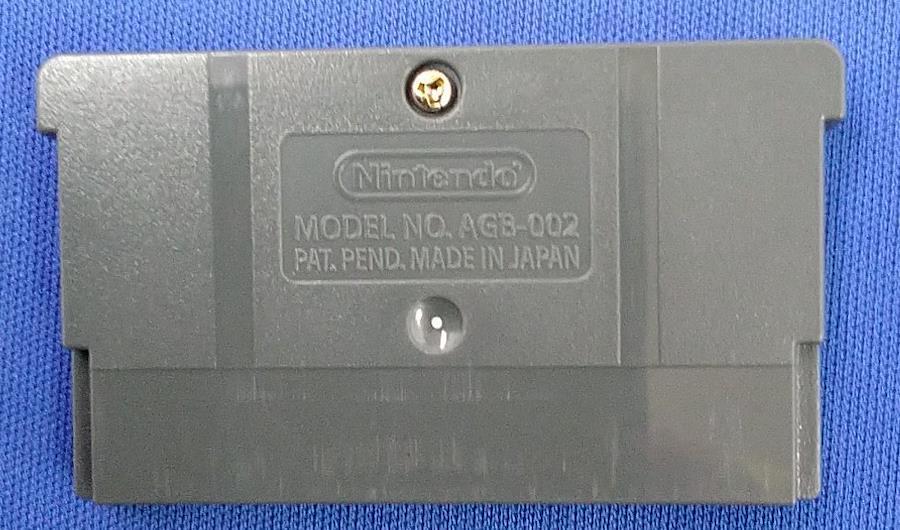 Nintendo
MODEL NO. AGB-002
PAT. PEND. MADE IN JAPAN